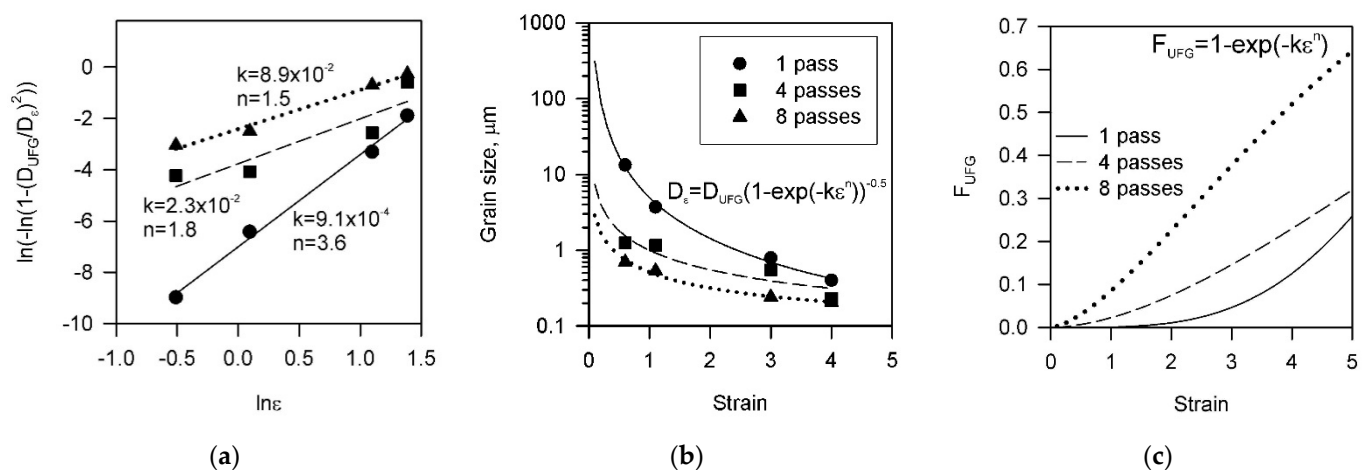 ln(-ln(1-(D_UFG/D_ε)²))
0
-2
-4
-6
-8
-10
k=8.9x10⁻²
n=1.5
k=2.3x10⁻²
n=1.8
k=9.1x10⁻⁴
n=3.6
-1.0 -0.5 0.0 0.5 1.0 1.5
lnε
(a)
Grain size, μm
1000
100
10
1
0.1
1 pass
4 passes
8 passes
D_ε=D_UFG(1-exp(-kεⁿ))⁻⁰·⁵
0 1 2 3 4 5
Strain
(b)
F_UFG
0.7
0.6
0.5
0.4
0.3
0.2
0.1
0.0
F_UFG=1-exp(-kεⁿ)
1 pass
4 passes
8 passes
0 1 2 3 4 5
Strain
(c)